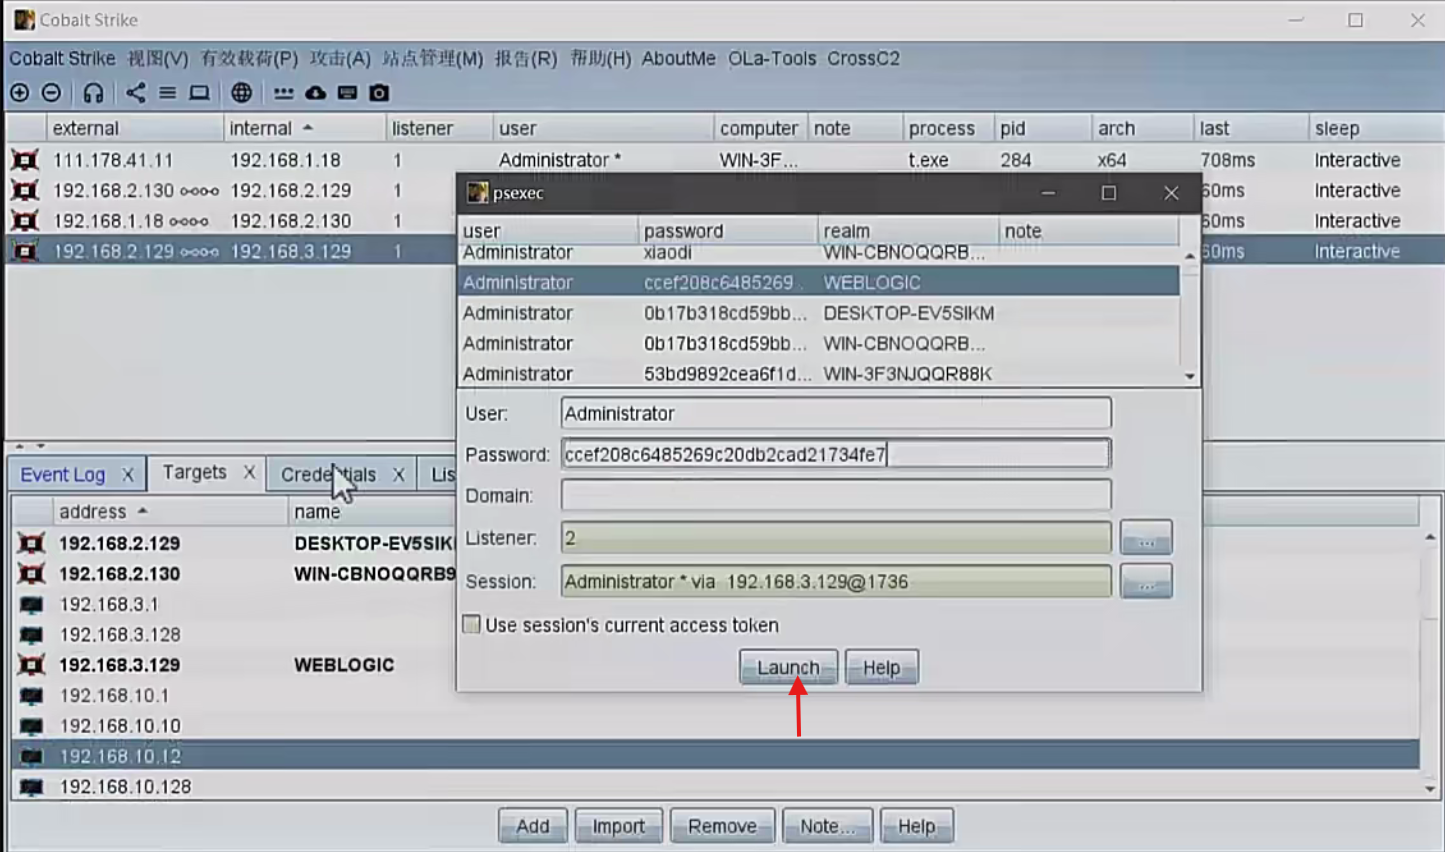 Cobalt Strike
Cobalt Strike 视图(V) 有效载荷(P) 攻击(A) 站点管理(M) 报告(R) 帮助(H) AboutMe OLa-Tools CrossC2
external internal listener user computer note process pid arch last sleep
111.178.41.11 192.168.1.18 1 Administrator * WIN-3F... t.exe 284 x64 708ms Interactive
192.168.2.130 192.168.2.129 1 60ms Interactive
192.168.1.18 192.168.2.130 1 60ms Interactive
192.168.2.129 192.168.3.129 1 60ms Interactive
psexec
user password realm note
Administrator xiaodi WIN-CBNOQQRB...
Administrator ccef208c6485269... WEBLOGIC
Administrator 0b17b318cd59bb... DESKTOP-EV5SIKM
Administrator 0b17b318cd59bb... WIN-CBNOQQRB...
Administrator 53bd9892cea6f1d... WIN-3F3NJQQR88K
User: Administrator
Password: ccef208c6485269c20db2cad21734fe7
Domain:
Listener: 2 ...
Session: Administrator * via 192.168.3.129@1736 ...
Use session's current access token
Launch Help
Event Log X Targets X Credentials X Lis
address name
192.168.2.129 DESKTOP-EV5SIK
192.168.2.130 WIN-CBNOQQRB9
192.168.3.1
192.168.3.128
192.168.3.129 WEBLOGIC
192.168.10.1
192.168.10.10
192.168.10.12
192.168.10.128
Add Import Remove Note... Help